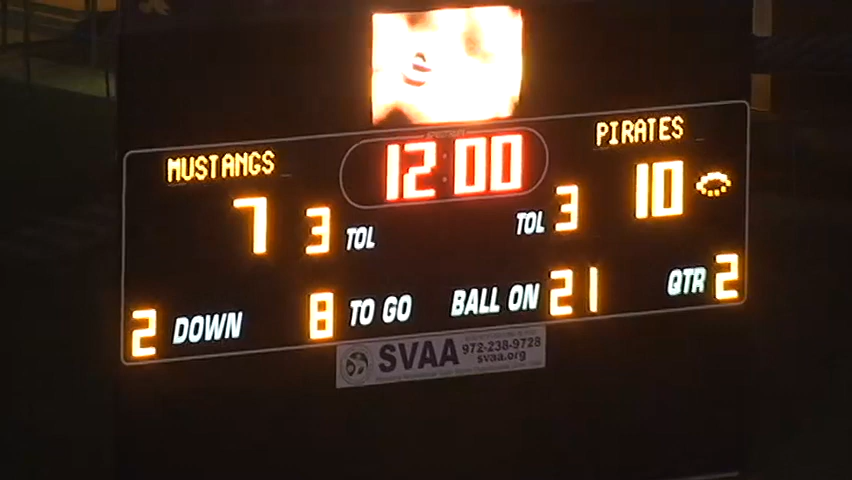 MUSTANGS
12:00
PIRATES
7
3 TOL
TOL 3
10
2 DOWN
8 TO GO
BALL ON 21
QTR 2
SVAA
972-238-9728
svaa.org